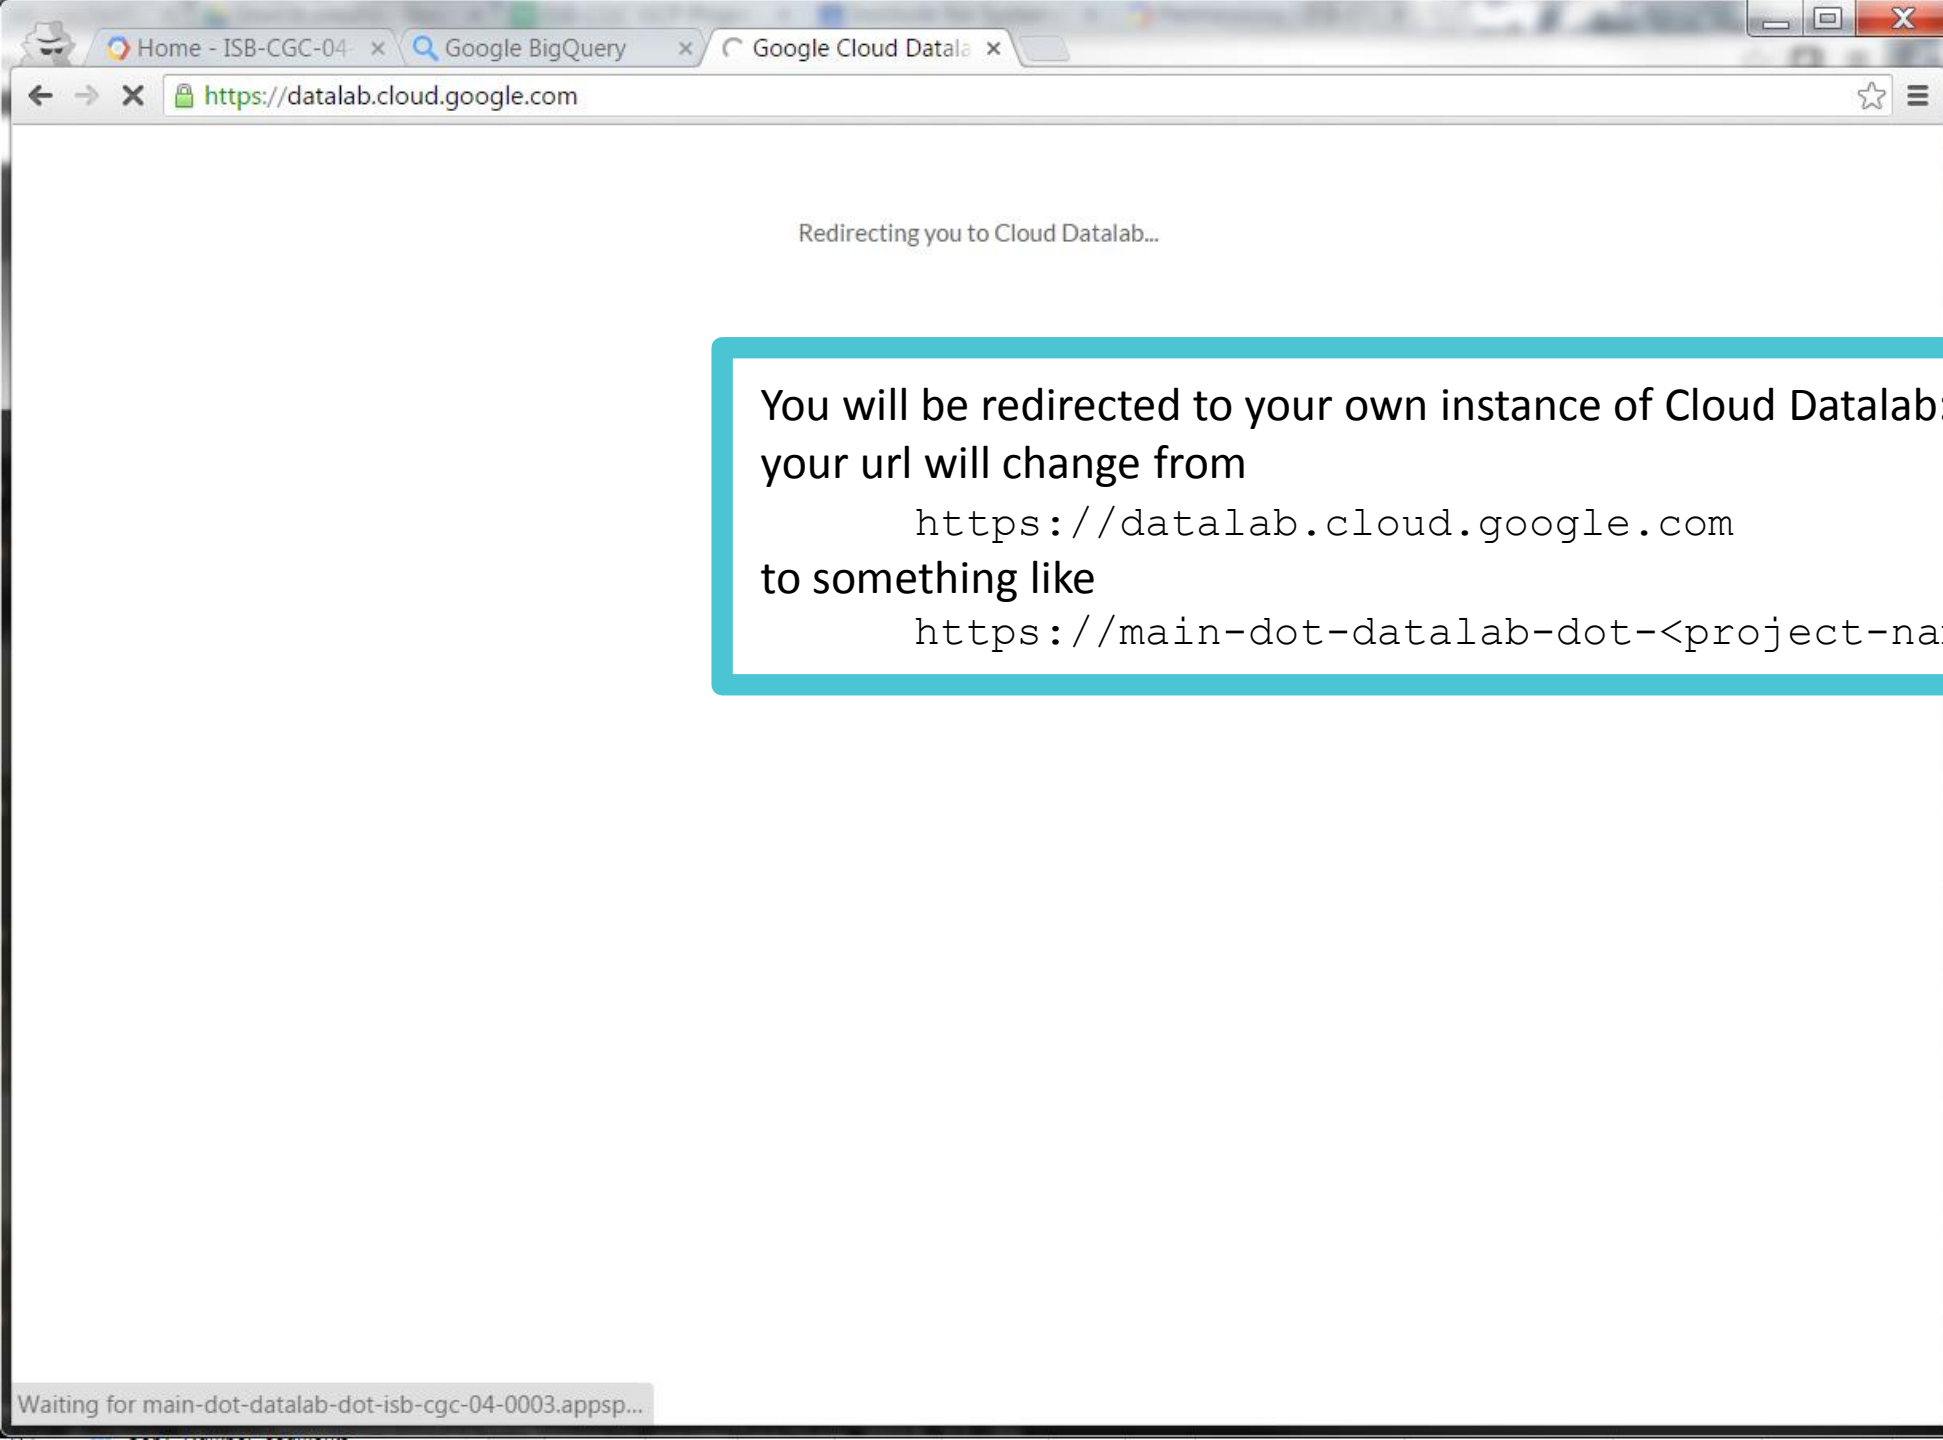 Home - ISB-CGC-04-
Google BigQuery
Google Cloud Datala
https://datalab.cloud.google.com
Redirecting you to Cloud Datalab...
You will be redirected to your own instance of Cloud Datalab:
your url will change from
https://datalab.cloud.google.com
to something like
https://main-dot-datalab-dot-<project-na
Waiting for main-dot-datalab-dot-isb-cgc-04-0003.appsp...